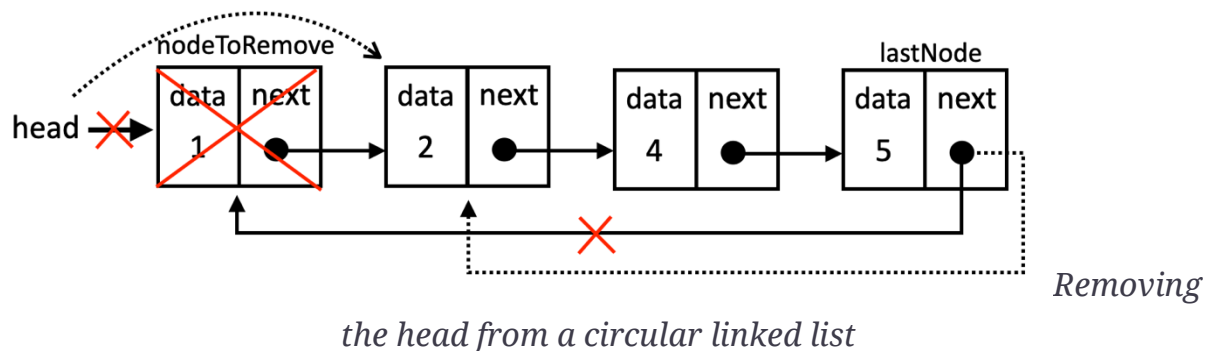 nodeToRemove
lastNode
head
data next
1
data next
2
data next
4
data next
5
Removing
the head from a circular linked list